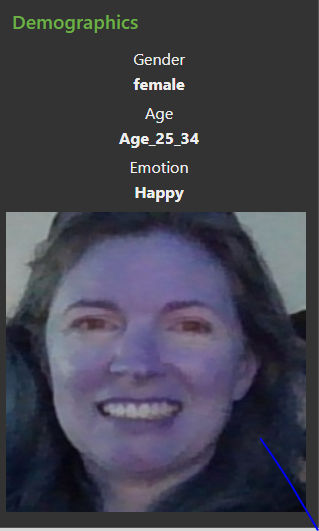 Demographics
Gender
female
Age
Age_25_34
Emotion
Happy